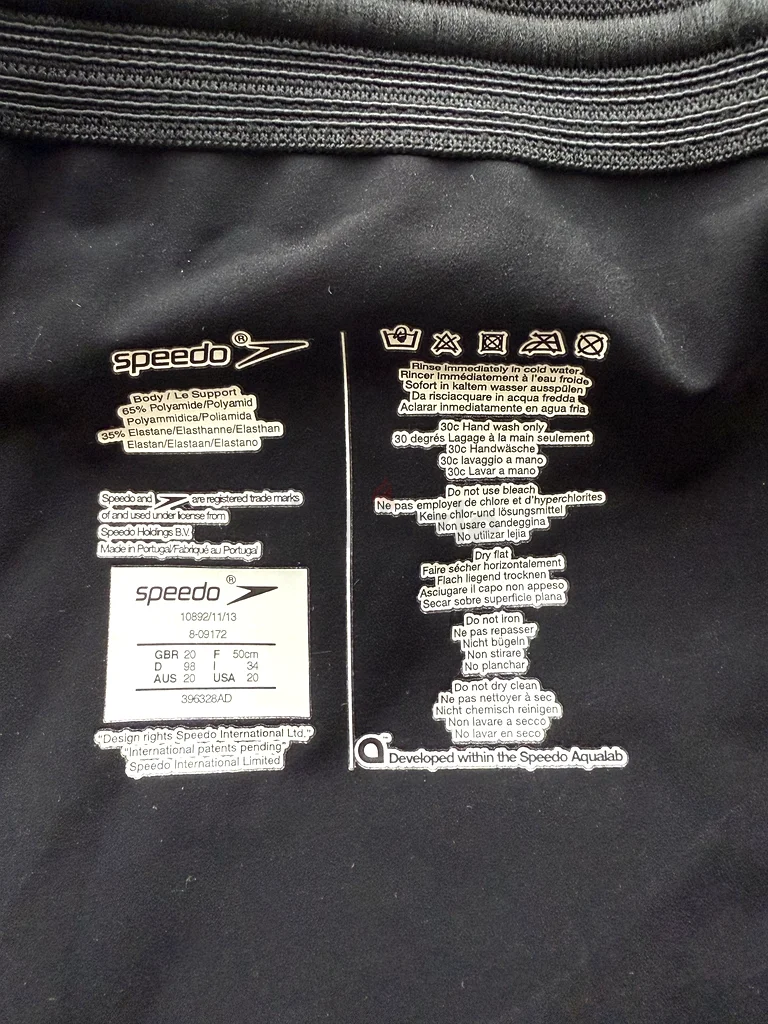 speedo®
Body / Le Support
65% Polyamide/Polyamid
Polyammidica/Poliamida
35% Elastane/Elasthanne/Elasthan
Elastan/Elastaan/Elastano
Speedo and are registered trade marks
of and used under license from
Speedo Holdings B.V.
Made in Portugal/Fabriqué au Portugal
speedo®
10892/11/13
8-09172
GBR 20 F 50cm
D 98 I 34
AUS 20 USA 20
396328AD
"Design rights Speedo International Ltd."
"International patents pending"
Speedo International Limited
Rinse immediately in cold water
Rincer immédiatement à l'eau froide
Sofort in kaltem wasser ausspülen
Da risciacquare in acqua fredda
Aclarar inmediatamente en agua fria
30c Hand wash only
30 degrés Lagage à la main seulement
30c Handwäsche
30c lavaggio a mano
30c Lavar a mano
Do not use bleach
Ne pas employer de chlore et d'hyperchlorites
Keine chlor-und lösungsmittel
Non usare candeggina
No utilizar lejia
Dry flat
Faire sécher horizontalement
Flach liegend trocknen
Asciugare il capo non appeso
Secar sobre superficie plana
Do not iron
Ne pas repasser
Nicht bügeln
Non stirare
No planchar
Do not dry clean
Ne pas nettoyer à sec
Nicht chemisch reinigen
Non lavare a secco
No lavar en seco
Developed within the Speedo Aqualab